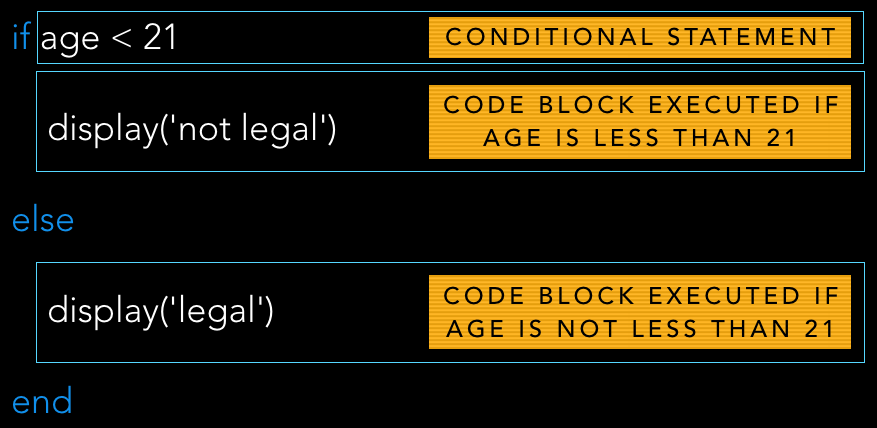 if age < 21
CONDITIONAL STATEMENT
display('not legal')
CODE BLOCK EXECUTED IF
AGE IS LESS THAN 21
else
display('legal')
CODE BLOCK EXECUTED IF
AGE IS NOT LESS THAN 21
end